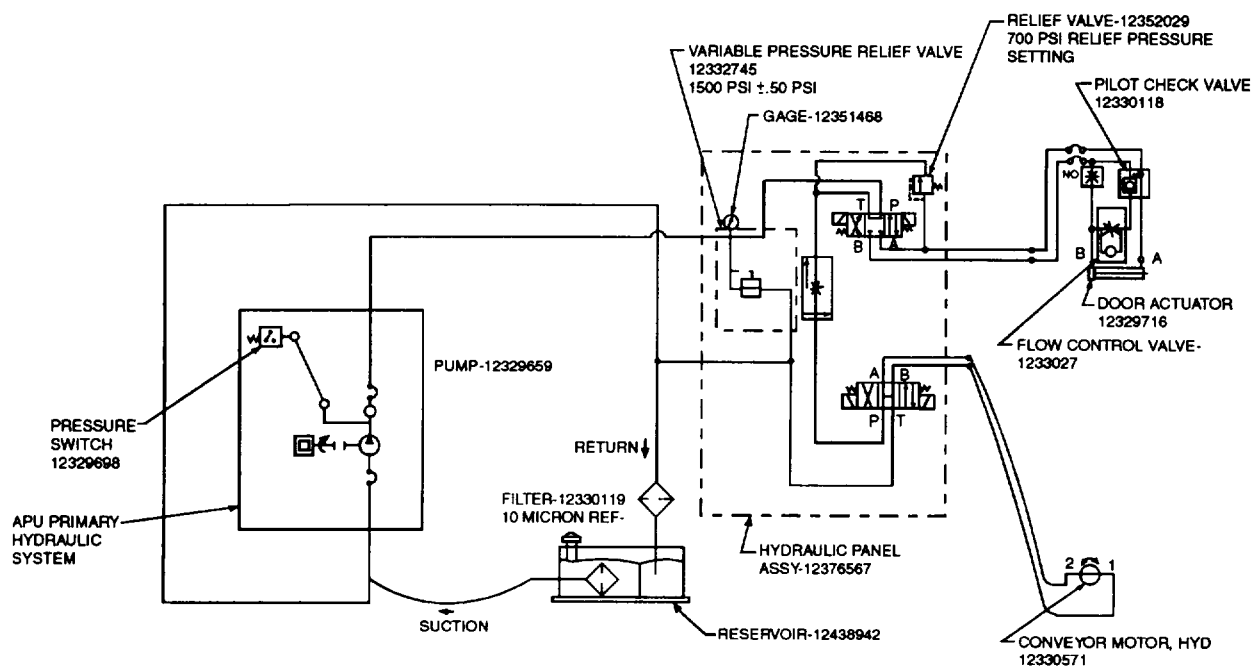 RELIEF VALVE-12352029
700 PSI RELIEF PRESSURE
SETTING
VARIABLE PRESSURE RELIEF VALVE
12332745
1500 PSI ±.50 PSI
GAGE-12351468
PILOT CHECK VALVE
12330118
NO
T P
B A
B A
DOOR ACTUATOR
12329716
FLOW CONTROL VALVE-
1233027
PUMP-12329659
PRESSURE
SWITCH
12329698
A B
P T
RETURN
FILTER-12330119
10 MICRON REF-
APU PRIMARY
HYDRAULIC
SYSTEM
HYDRAULIC PANEL
ASSY-12376567
2 1
SUCTION
RESERVOIR-12438942
CONVEYOR MOTOR, HYD
12330571